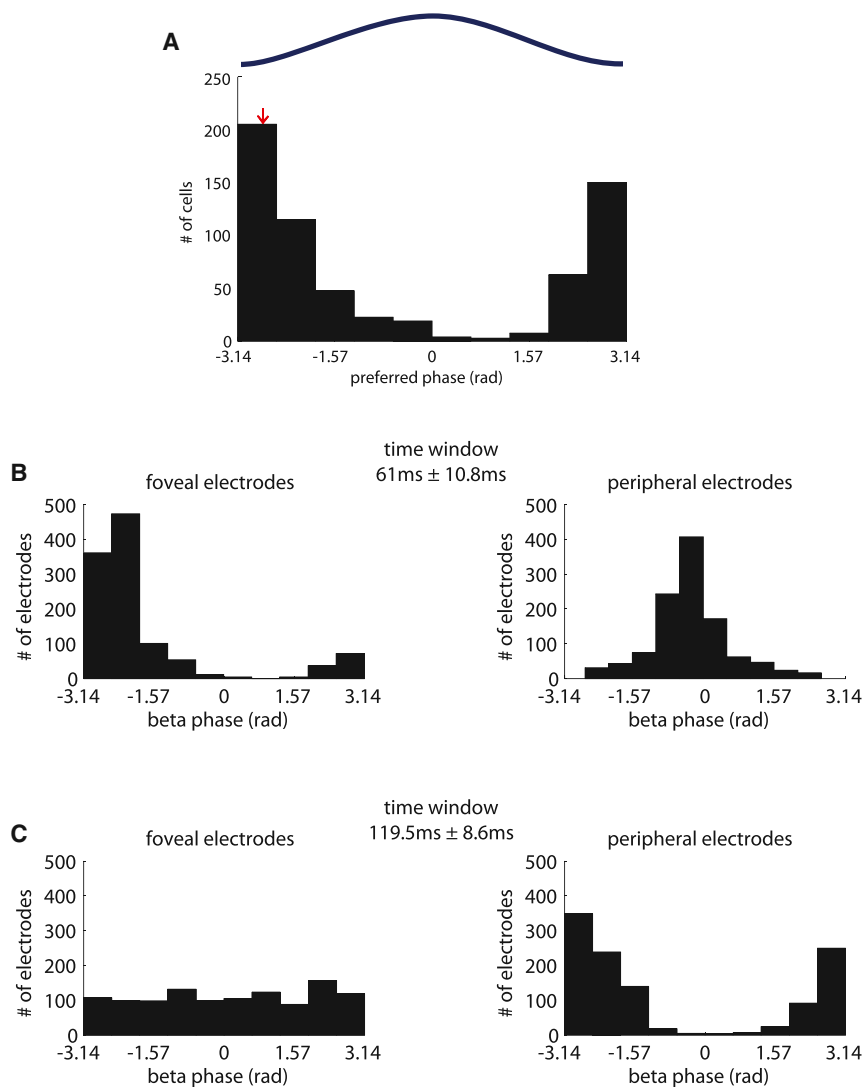 A
250
200
150
100
50
0
# of cells
-3.14 -1.57 0 1.57 3.14
preferred phase (rad)
B
time window
61ms ± 10.8ms
foveal electrodes
500
400
300
200
100
0
# of electrodes
-3.14 -1.57 0 1.57 3.14
beta phase (rad)
peripheral electrodes
500
400
300
200
100
0
# of electrodes
-3.14 -1.57 0 1.57 3.14
beta phase (rad)
C
time window
119.5ms ± 8.6ms
foveal electrodes
500
400
300
200
100
0
# of electrodes
-3.14 -1.57 0 1.57 3.14
beta phase (rad)
peripheral electrodes
500
400
300
200
100
0
# of electrodes
-3.14 -1.57 0 1.57 3.14
beta phase (rad)